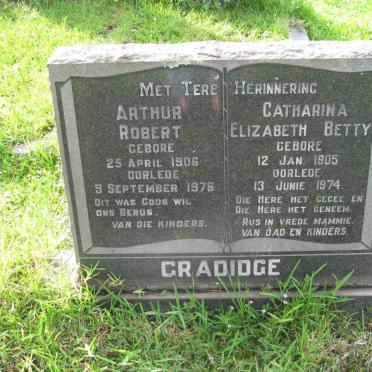 Met Tere Herinnering
Arthur
Robert
gebore
25 April 1906
oorlede
9 September 1976
Dit was Gods wil
ons berus.
van die kinders.
Catharina
Elizabeth Betty
gebore
12 Jan. 1905
oorlede
13 Junie 1974.
Die Here het gegee en
Die Here het geneem.
Rus in vrede Mammie.
van Dad en kinders.
GRADIDGE